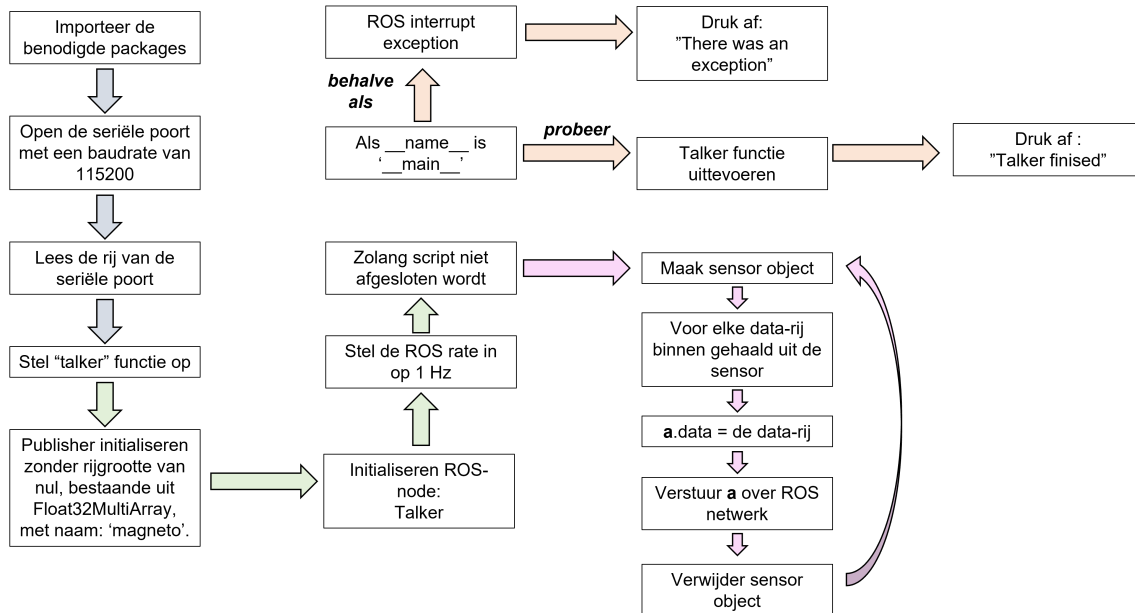 Importeer de
benodigde packages
Open de seriële poort
met een baudrate van
115200
Lees de rij van de
seriële poort
Stel “talker” functie op
Publisher initialiseren
zonder rijgrootte van
nul, bestaande uit
Float32MultiArray,
met naam: ‘magneto’.
ROS interrupt
exception
Druk af:
”There was an
exception”
behalve
als
Als __name__ is
‘__main__’
probeer
Talker functie
uittevoeren
Druk af :
”Talker finised”
Zolang script niet
afgesloten wordt
Stel de ROS rate in
op 1 Hz
Initialiseren ROS-
node:
Talker
Maak sensor object
Voor elke data-rij
binnen gehaald uit de
sensor
a.data = de data-rij
Verstuur a over ROS
netwerk
Verwijder sensor
object